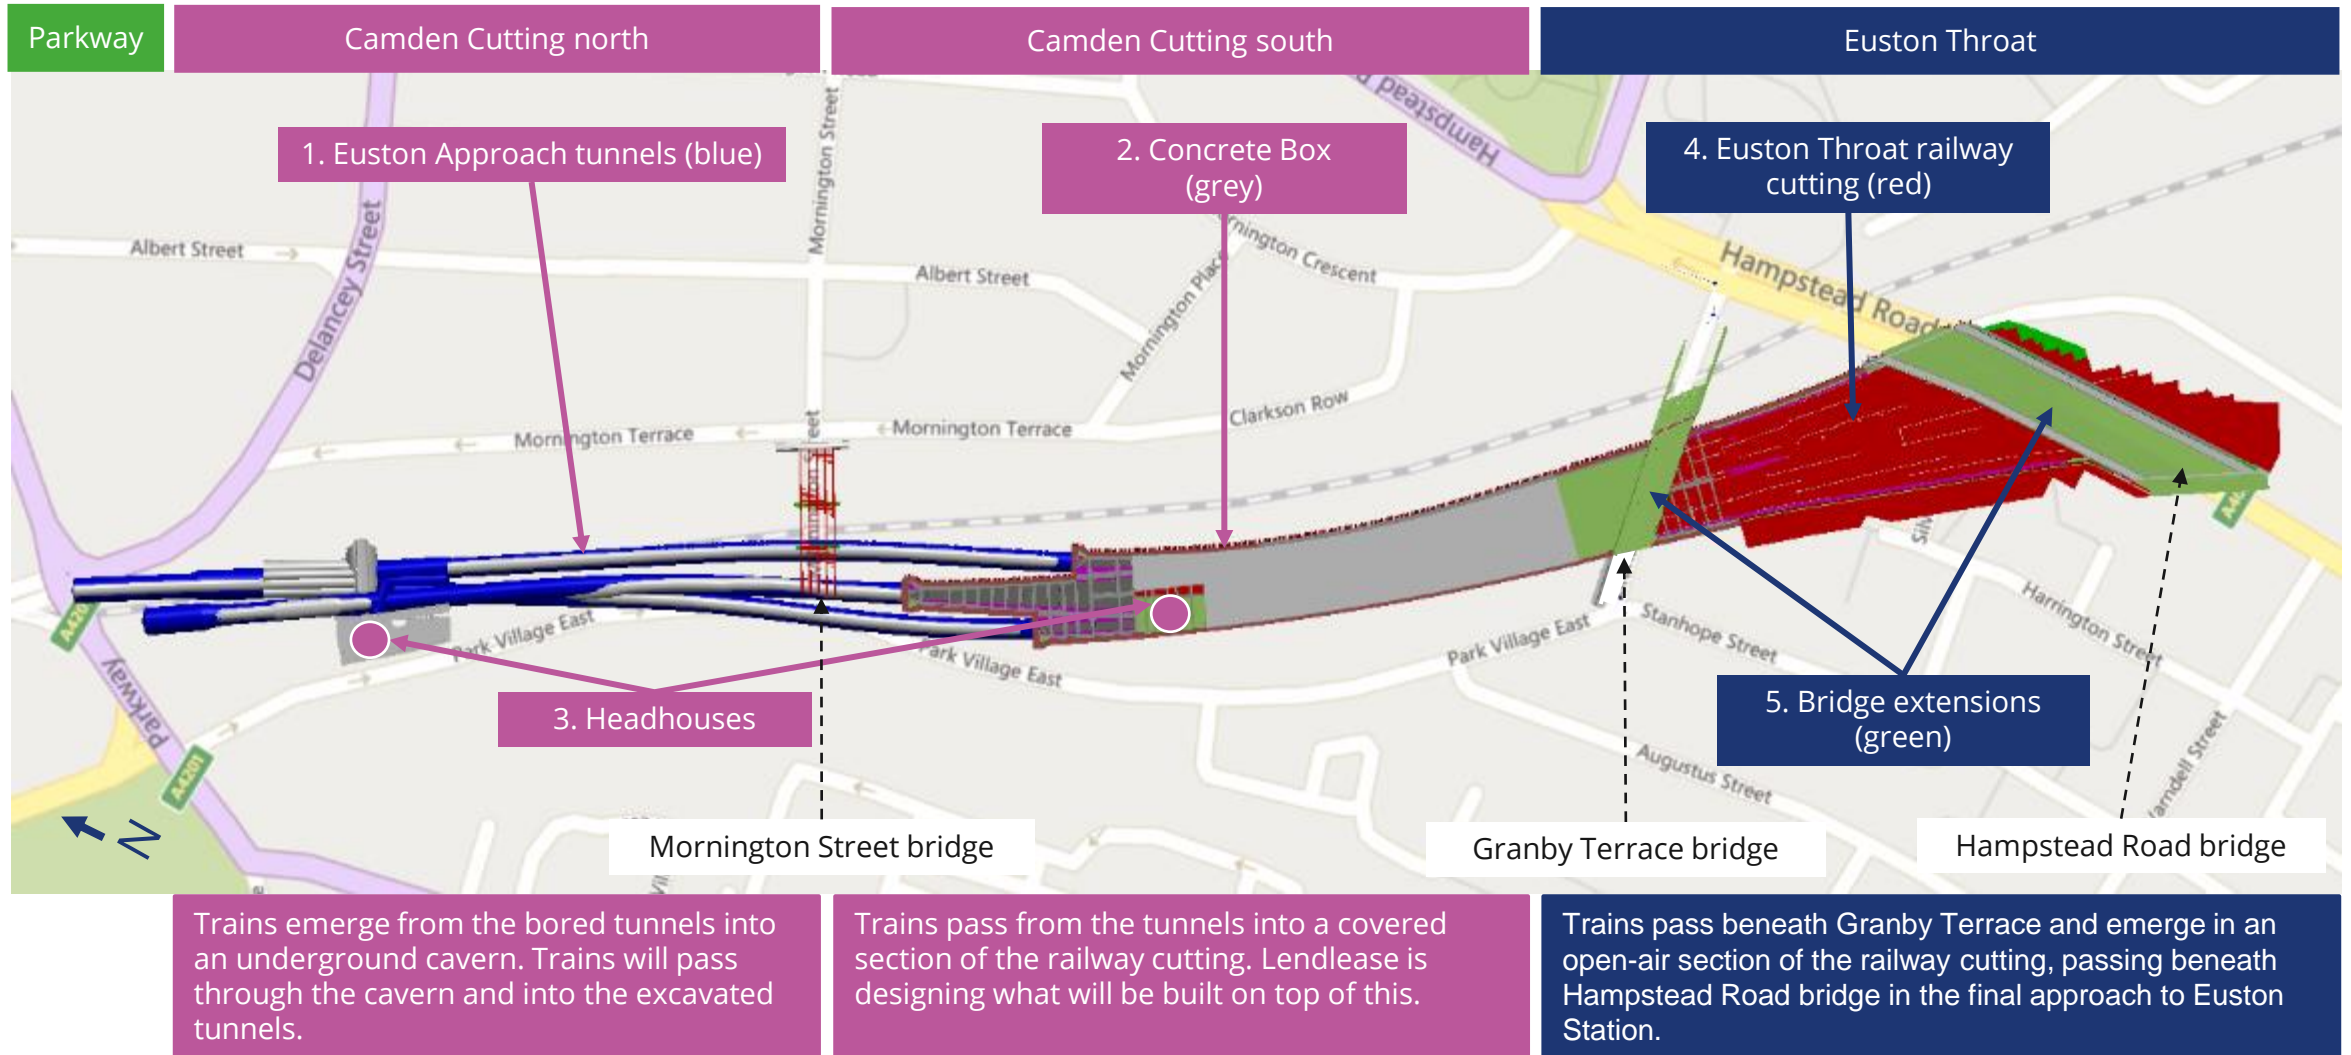 Parkway
Camden Cutting north
Camden Cutting south
Euston Throat
1. Euston Approach tunnels (blue)
2. Concrete Box
(grey)
4. Euston Throat railway
cutting (red)
Mornington Street
Albert Street
Delancey Street
Albert Street
Mornington Place
Hampstead Road
Mornington Terrace
Mornington Terrace
Clarkson Row
Park Village East
Park Village East
Park Village East
Stanhope Street
Harrington Street
Augustus Street
Parkway
A4201
3. Headhouses
5. Bridge extensions
(green)
N
Mornington Street bridge
Granby Terrace bridge
Hampstead Road bridge
Trains emerge from the bored tunnels into
an underground cavern. Trains will pass
through the cavern and into the excavated
tunnels.
Trains pass from the tunnels into a covered
section of the railway cutting. Lendlease is
designing what will be built on top of this.
Trains pass beneath Granby Terrace and emerge in an
open-air section of the railway cutting, passing beneath
Hampstead Road bridge in the final approach to Euston
Station.